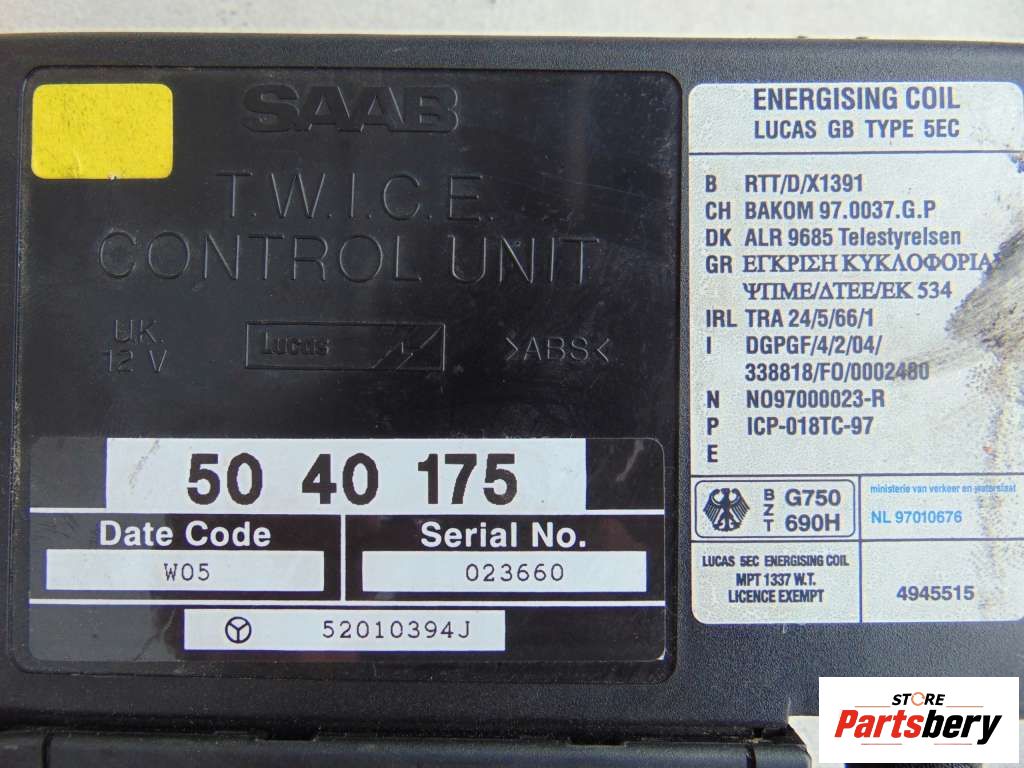 SAAB
T.W.I.C.E.
CONTROL UNIT
UK.
12 V
Lucas
>ABS<
50 40 175
Date Code
Serial No.
W05
023660
52010394J
ENERGISING COIL
LUCAS GB TYPE 5EC
B RTT/D/X1391
CH BAKOM 97.0037.G.P
DK ALR 9685 Telestyrelsen
GR ΕΓΚΡΙΣΗ ΚΥΚΛΟΦΟΡΙΑΣ
ΨΠΜΕ/ΔΤΕΕ/ΕΚ 534
IRL TRA 24/5/66/1
I DGPGF/4/2/04/
338818/FO/0002480
N NO97000023-R
P ICP-018TC-97
E
BZT G750
690H
ministerie van verkeer en waterstaat
NL 97010676
LUCAS 5EC ENERGISING COIL
MPT 1337 W.T.
LICENCE EXEMPT
4945515
STORE
Partsbery